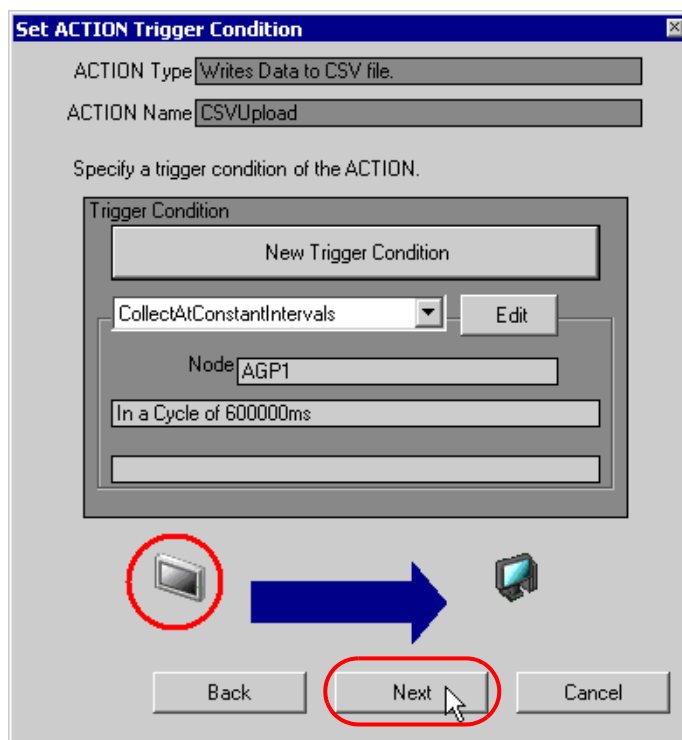 Set ACTION Trigger Condition
ACTION Type Writes Data to CSV file.
ACTION Name CSVUpload
Specify a trigger condition of the ACTION.
Trigger Condition
New Trigger Condition
CollectAtConstantIntervals Edit
Node AGP1
In a Cycle of 600000ms
Back Next Cancel